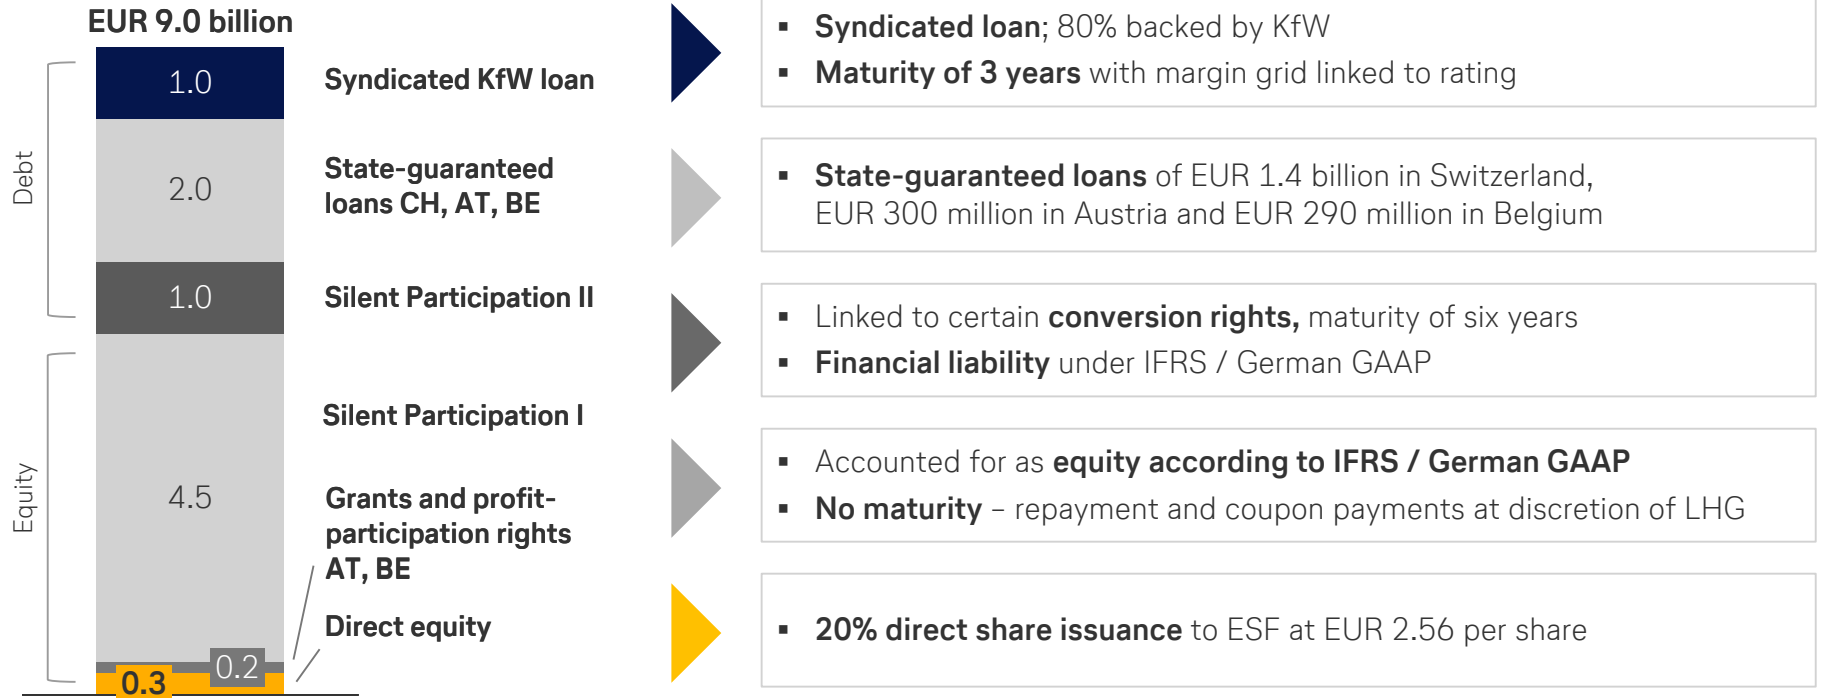 EUR 9.0 billion
Debt
Equity
1.0
2.0
1.0
4.5
0.2
0.3
Syndicated KfW loan
State-guaranteed
loans CH, AT, BE
Silent Participation II
Silent Participation I
Grants and profit-
participation rights
AT, BE
Direct equity
▪ Syndicated loan; 80% backed by KfW
▪ Maturity of 3 years with margin grid linked to rating
▪ State-guaranteed loans of EUR 1.4 billion in Switzerland,
EUR 300 million in Austria and EUR 290 million in Belgium
▪ Linked to certain conversion rights, maturity of six years
▪ Financial liability under IFRS / German GAAP
▪ Accounted for as equity according to IFRS / German GAAP
▪ No maturity – repayment and coupon payments at discretion of LHG
▪ 20% direct share issuance to ESF at EUR 2.56 per share